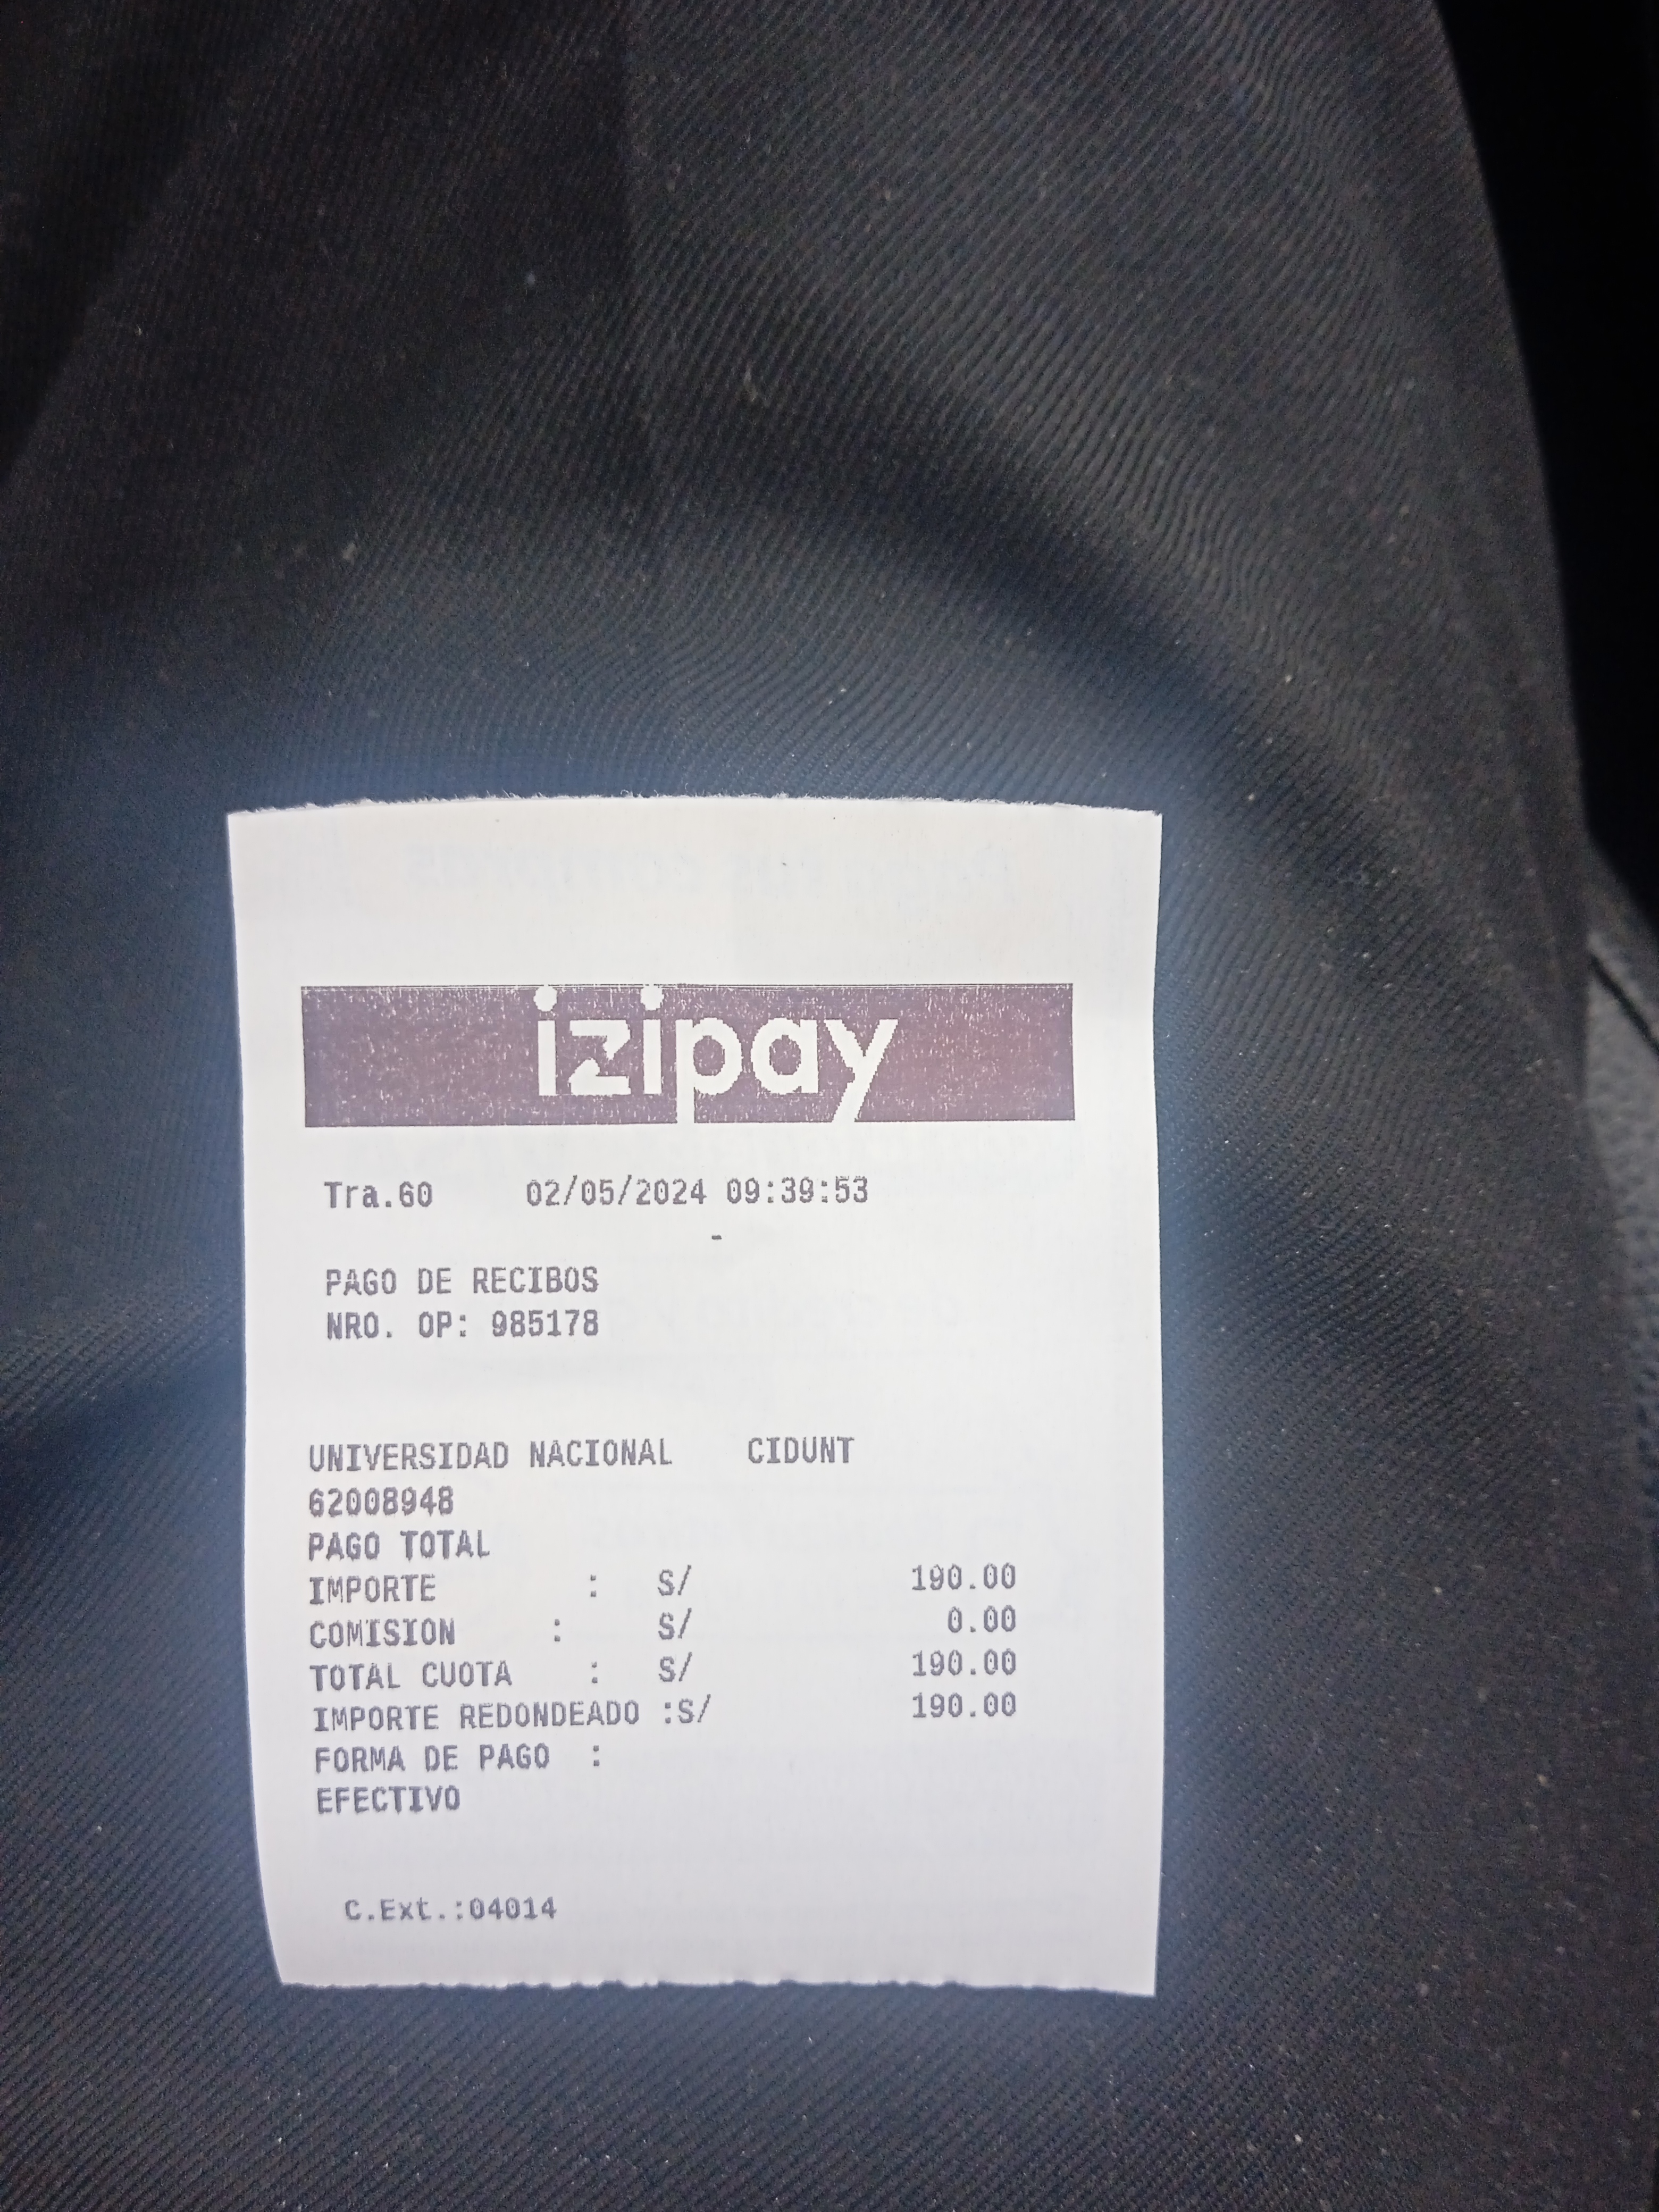 izipay
Tra.60 02/05/2024 09:39:53
-
PAGO DE RECIBOS
NRO. OP: 985178
UNIVERSIDAD NACIONAL CIDUNT
62008948
PAGO TOTAL
IMPORTE : S/ 190.00
COMISION : S/ 0.00
TOTAL CUOTA : S/ 190.00
IMPORTE REDONDEADO :S/ 190.00
FORMA DE PAGO :
EFECTIVO
C.Ext.:04014